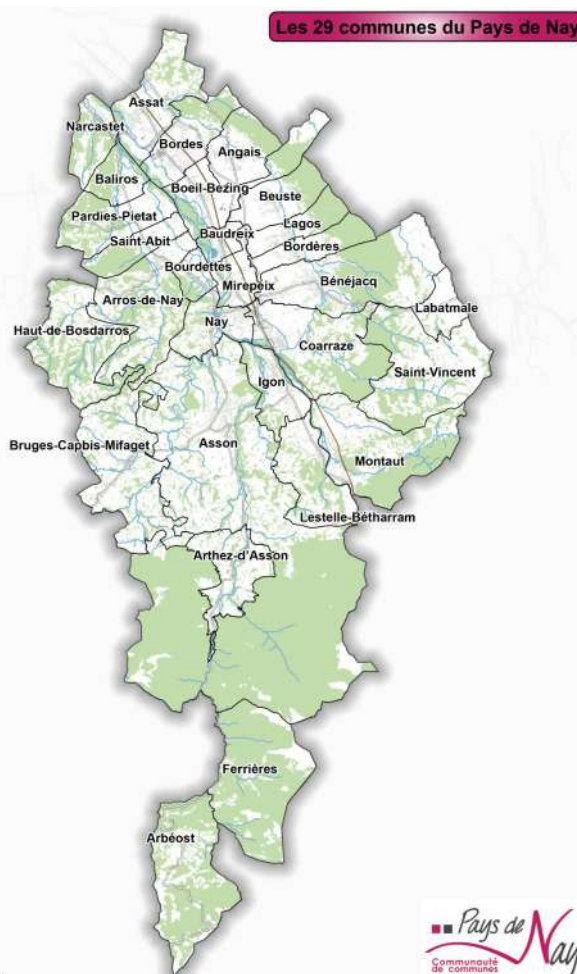 Les 29 communes du Pays de Nay
Assat
Narcastet
Bordes
Angais
Baliros
Boeil-Bezing
Beuste
Pardies-Pietat
Lagos
Saint-Abit
Baudreix
Bordères
Bourdettes
Mirepeix
Bénéjacq
Arros-de-Nay
Labatmale
Haut-de-Bosdarros
Nay
Coarraze
Saint-Vincent
Igon
Bruges-Capbis-Mifaget
Asson
Montaut
Lestelle-Bétharram
Arthez-d'Asson
Ferrières
Arbéost
Pays de
Nay
Communauté
de communes